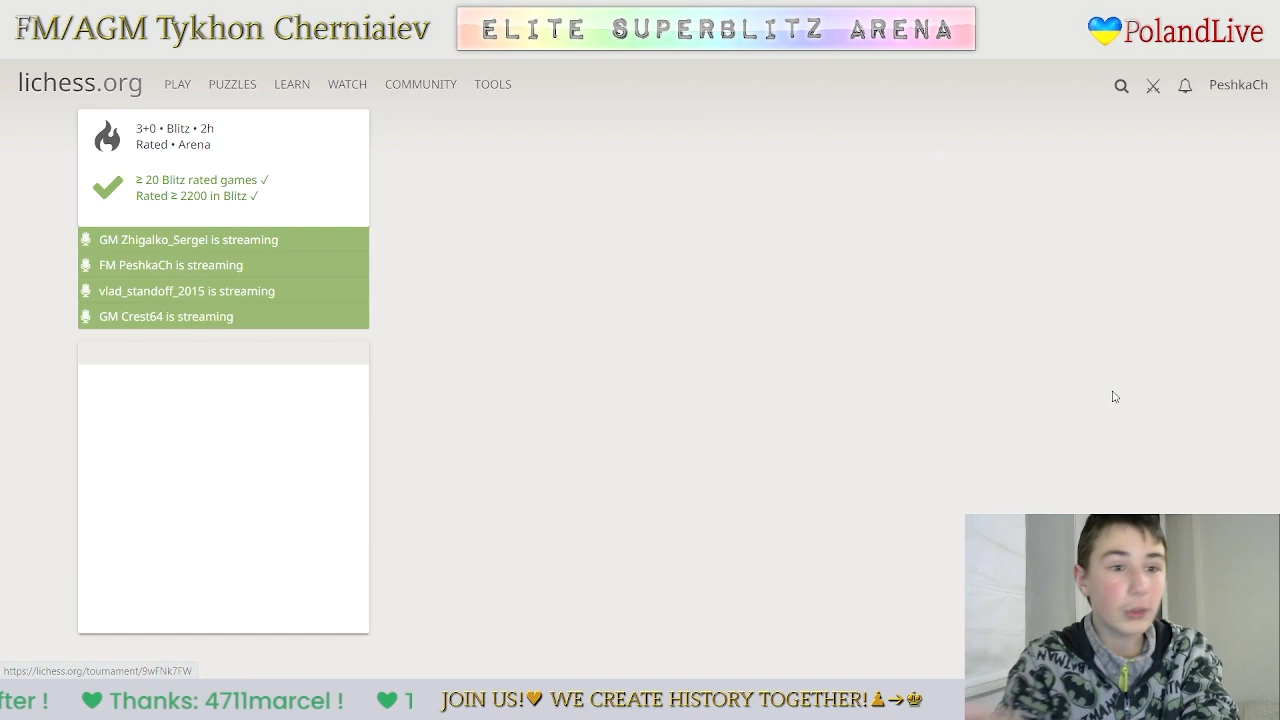 FM/AGM Tykhon Cherniaiev
ELITE SUPERBLITZ ARENA
PolandLive
lichess.org PLAY PUZZLES LEARN WATCH COMMUNITY TOOLS PeshkaCh
3+0 • Blitz • 2h
Rated • Arena
≥ 20 Blitz rated games ✓
Rated ≥ 2200 in Blitz ✓
GM Zhigalko_Sergei is streaming
FM PeshkaCh is streaming
vlad_standoff_2015 is streaming
GM Crest64 is streaming
BATMAN
https://lichess.org/tournament/9wFNk7FW
fter ! 💚 Thanks: 4711marcel ! 💚 T
JOIN US!🧡 WE CREATE HISTORY TOGETHER!♟→♚